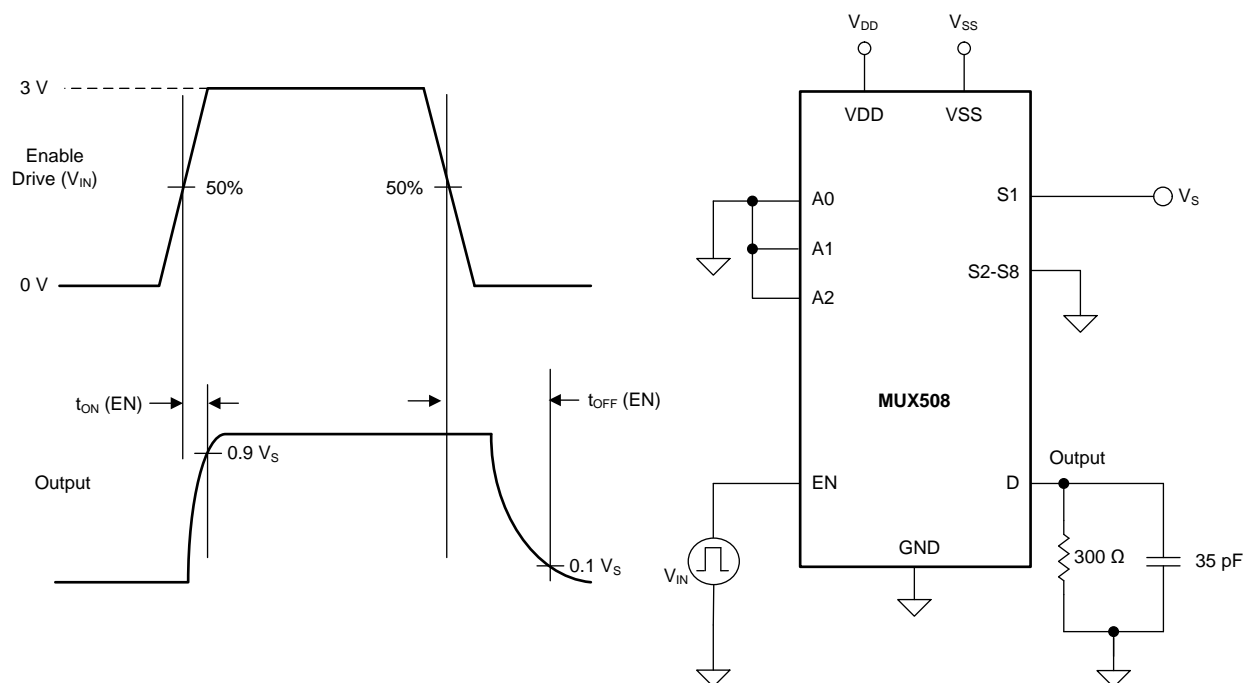 3 V
Enable
Drive (VIN)
50%
50%
0 V
tON (EN)
tOFF (EN)
0.9 VS
Output
0.1 VS
VDD
VSS
VDD
VSS
A0
S1
VS
A1
S2-S8
A2
MUX508
Output
EN
D
GND
VIN
300 Ω
35 pF